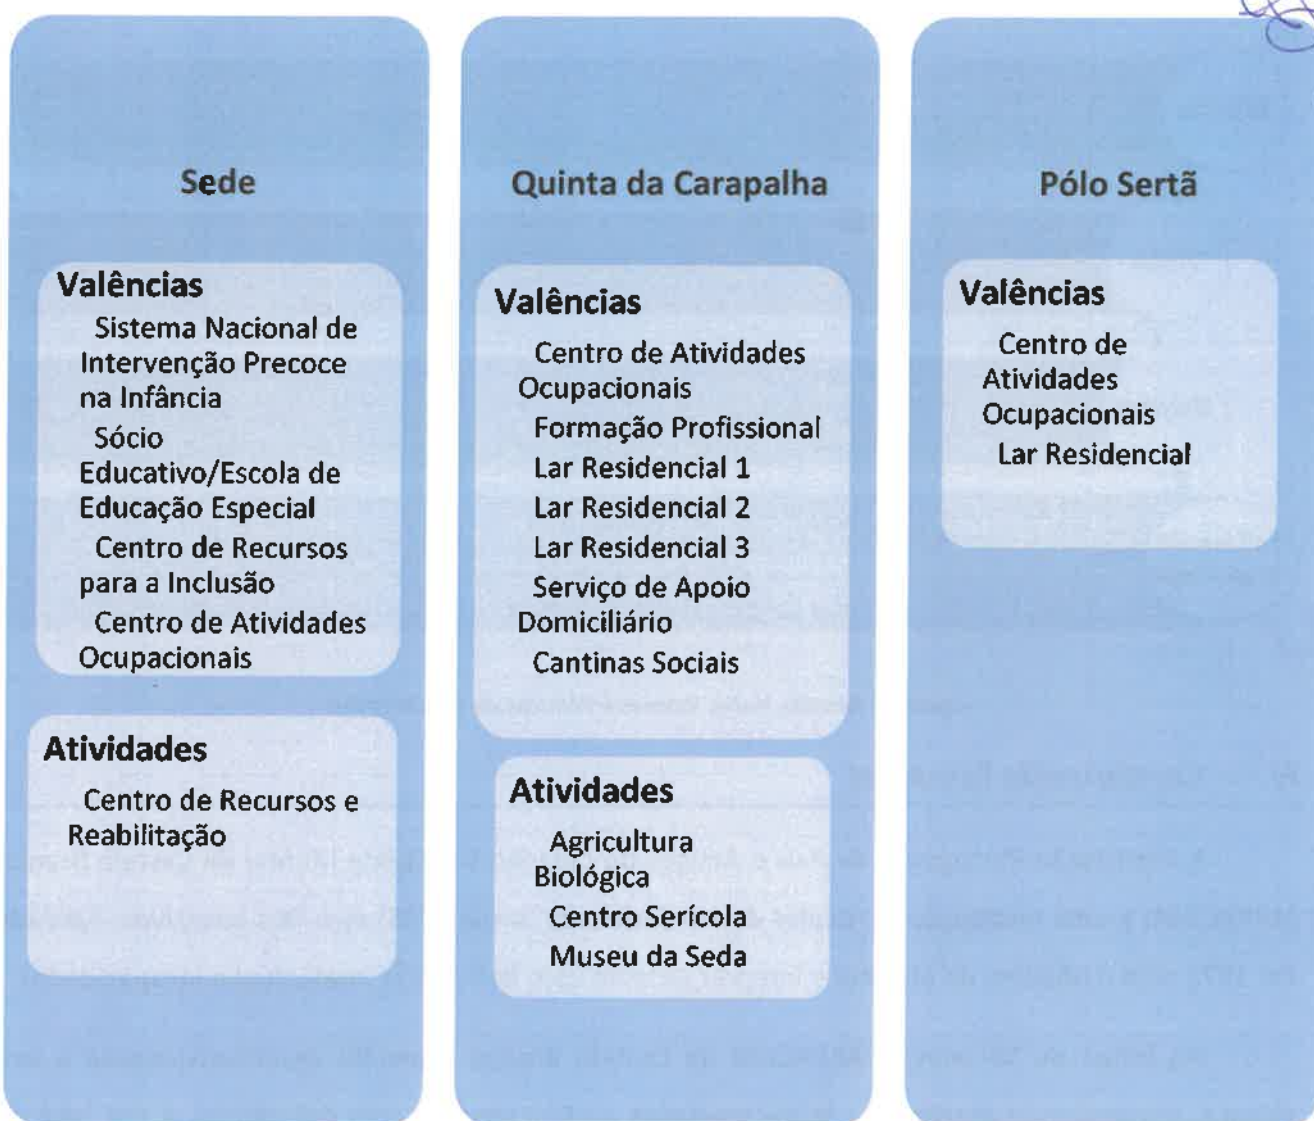 Sede
Valências
Sistema Nacional de
Intervenção Precoce
na Infância
Sócio
Educativo/Escola de
Educação Especial
Centro de Recursos
para a Inclusão
Centro de Atividades
Ocupacionais
Atividades
Centro de Recursos e
Reabilitação
Quinta da Carapalha
Valências
Centro de Atividades
Ocupacionais
Formação Profissional
Lar Residencial 1
Lar Residencial 2
Lar Residencial 3
Serviço de Apoio
Domiciliário
Cantinas Sociais
Atividades
Agricultura
Biológica
Centro Serícola
Museu da Seda
Pólo Sertã
Valências
Centro de
Atividades
Ocupacionais
Lar Residencial